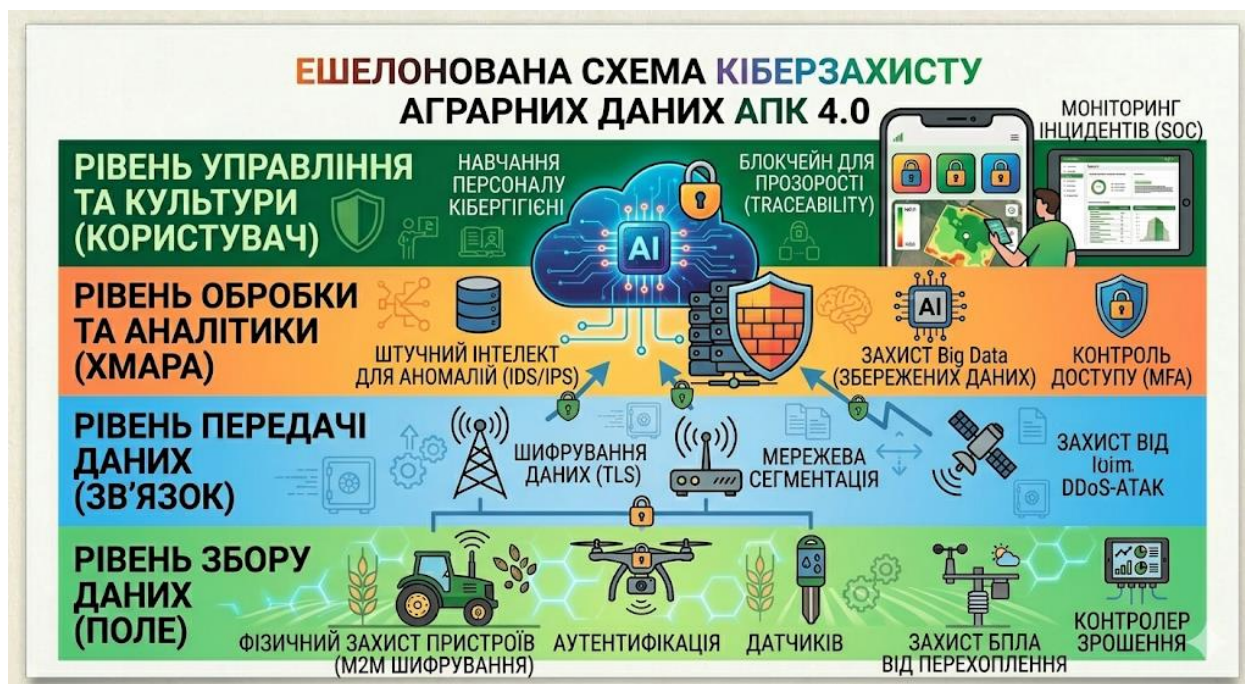 ЕШЕЛОНОВАНА СХЕМА КІБЕРЗАХИСТУ
АГРАРНИХ ДАНИХ АПК 4.0
МОНІТОРИНГ
ІНЦИДЕНТІВ (SOC)
РІВЕНЬ УПРАВЛІННЯ
ТА КУЛЬТУРИ
(КОРИСТУВАЧ)
НАВЧАННЯ
ПЕРСОНАЛУ
КІБЕРГІГІЄНІ
БЛОКЧЕЙН ДЛЯ
ПРОЗОРОСТІ
(TRACEABILITY)
AI
РІВЕНЬ ОБРОБКИ
ТА АНАЛІТИКИ
(ХМАРА)
ШТУЧНИЙ ІНТЕЛЕКТ
ДЛЯ АНОМАЛІЙ (IDS/IPS)
AI
ЗАХИСТ Big Data
(ЗБЕРЕЖЕНИХ ДАНИХ)
КОНТРОЛЬ
ДОСТУПУ (MFA)
РІВЕНЬ ПЕРЕДАЧІ
ДАНИХ
(ЗВ'ЯЗОК)
ШИФРУВАННЯ
ДАНИХ (TLS)
МЕРЕЖЕВА
СЕГМЕНТАЦІЯ
ЗАХИСТ ВІД
DDoS-АТАК
РІВЕНЬ ЗБОРУ
ДАНИХ
(ПОЛЕ)
ФІЗИЧНИЙ ЗАХИСТ ПРИСТРОЇВ
(M2M ШИФРУВАННЯ)
АУТЕНТИФІКАЦІЯ
ДАТЧИКІВ
ЗАХИСТ БПЛА
ВІД ПЕРЕХОПЛЕННЯ
КОНТРОЛЕР
ЗРОШЕННЯ